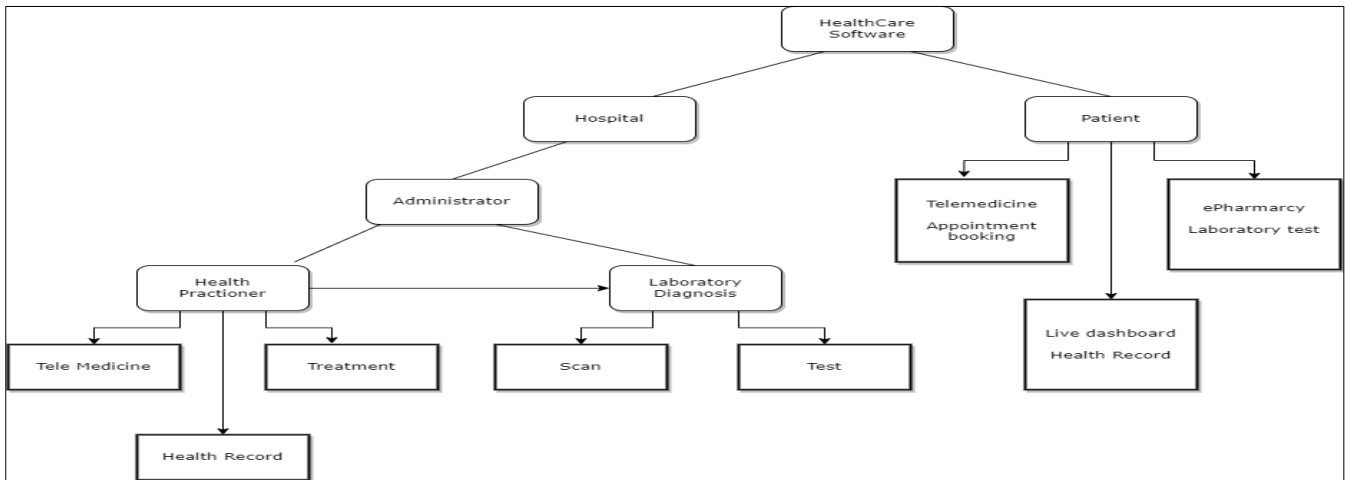 HealthCare
Software
Hospital
Patient
Administrator
Telemedicine
Appointment
booking
ePharmarcy
Laboratory test
Health
Practioner
Laboratory
Diagnosis
Live dashboard
Health Record
Tele Medicine
Treatment
Scan
Test
Health Record